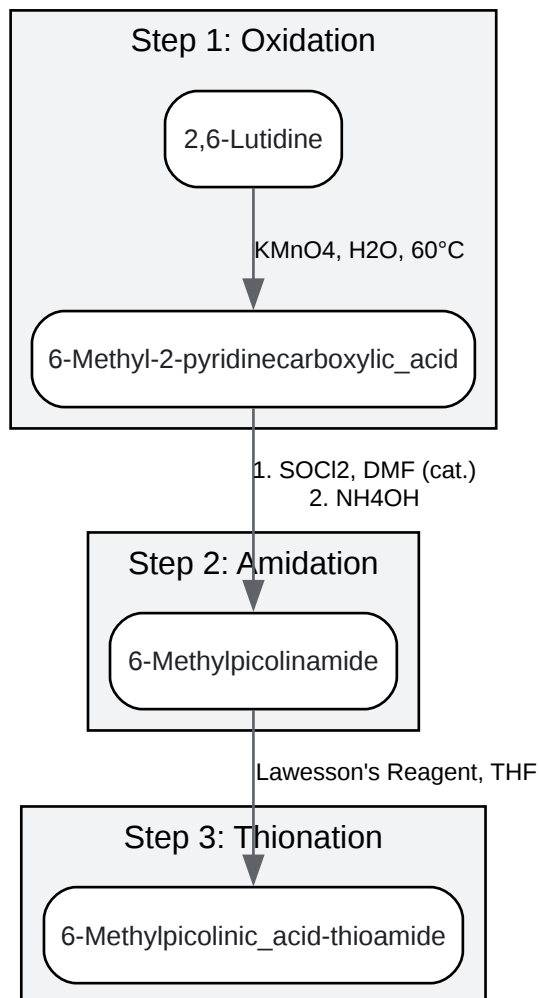 Step 1: Oxidation
2,6-Lutidine
KMnO4, H2O, 60°C
6-Methyl-2-pyridinecarboxylic_acid
1. SOCl2, DMF (cat.)
2. NH4OH
Step 2: Amidation
6-Methylpicolinamide
Lawesson's Reagent, THF
Step 3: Thionation
6-Methylpicolinic_acid-thioamide